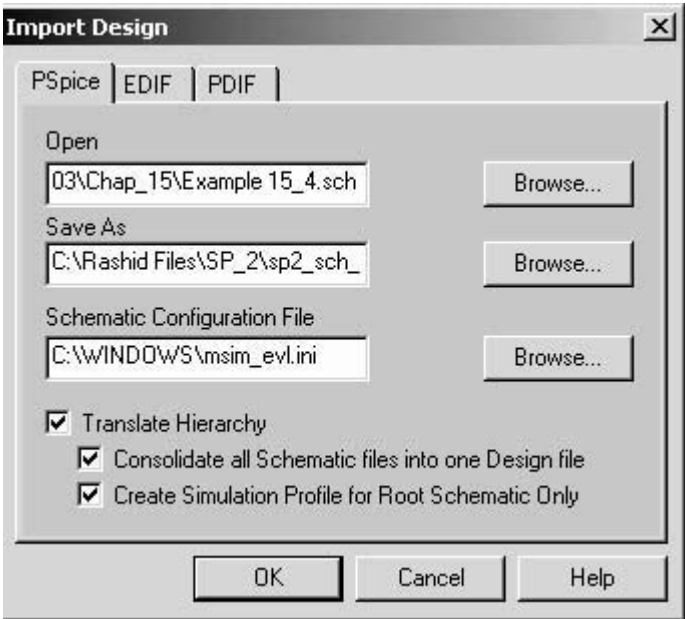 Import Design
PSpice EDIF PDIF
Open
03\Chap_15\Example 15_4.sch Browse...
Save As
C:\Rashid Files\SP_2\sp2_sch_ Browse...
Schematic Configuration File
C:\WINDOWS\msim_evl.ini Browse...
Translate Hierarchy
Consolidate all Schematic files into one Design file
Create Simulation Profile for Root Schematic Only
OK Cancel Help